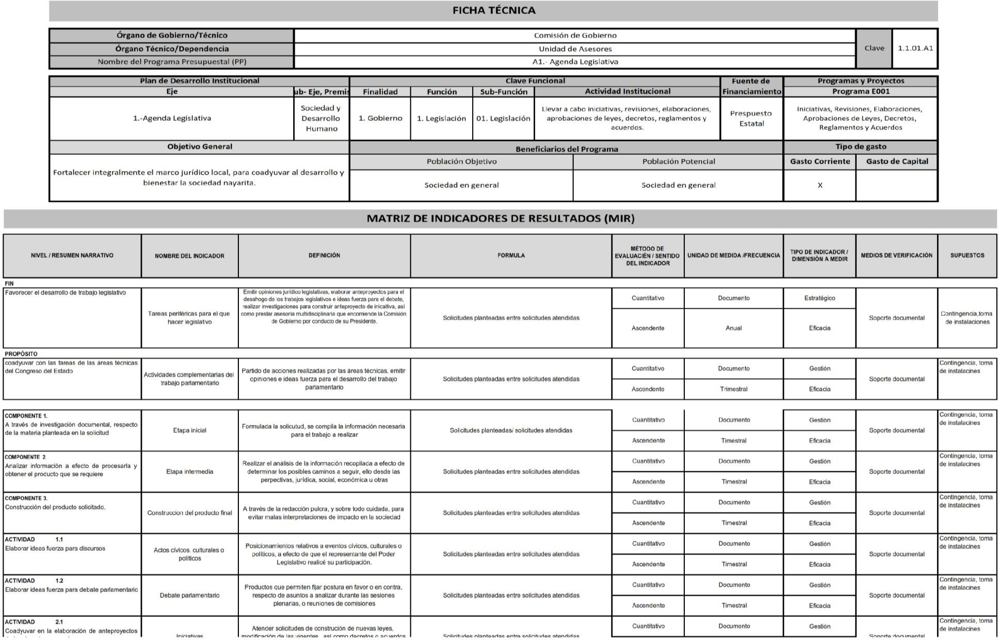 FICHA TÉCNICA
Órgano de Gobierno/Técnico
Comisión de Gobierno
Clave
1.1.01.A1
Órgano Técnico/Dependencia
Unidad de Asesores
Nombre del Programa Presupuestal (PP)
A1.- Agenda Legislativa
Plan de Desarrollo Institucional
Clave Funcional
Fuente de
Financiamiento
Programas y Proyectos
Eje
ub- Eje, Premis
Finalidad
Función
Sub-Función
Actividad Institucional
Programa E001
1.-Agenda Legislativa
Sociedad y
Desarrollo
Humano
1. Gobierno
1. Legislación
01. Legislación
Llevar a cabo iniciativas, revisiones, elaboraciones,
aprobaciones de leyes, decretos, reglamentos y
acuerdos.
Prespuesto
Estatal
Iniciativas, Revisiones, Elaboraciones,
Aprobaciones de Leyes, Decretos,
Reglamentos y Acuerdos
Objetivo General
Beneficiarios del Programa
Tipo de gasto
Población Objetivo
Población Potencial
Gasto Corriente
Gasto de Capital
Fortalecer integralmente el marco jurídico local, para coadyuvar al desarrollo y
bienestar la sociedad nayarita.
Sociedad en general
Sociedad en general
X
MATRIZ DE INDICADORES DE RESULTADOS (MIR)
NIVEL / RESUMEN NARRATIVO
NOMBRE DEL INDICADOR
DEFINICIÓN
FORMULA
MÉTODO DE
EVALUACIÉN / SENTIDO
DEL INDICADOR
UNIDAD DE MEDIDA /FRECUENCIA
TIPO DE INDICADOR /
DIMENSIÓN A MEDIR
MEDIOS DE VERIFICACIÓN
SUPUESTOS
FIN
Favorecer el desarrollo de trabajo legislativo
Tareas periféricas para el que
hacer legislativo
Emitir opiniones jurídico legislativas, elaborar anteproyectos para el
desahogo de los trabajos legislativos e ideas fuerza para el debate,
realizar investigaciones para construir anteproyecto de inicaitiva, así
como prestar asesoria multidisciplinaria que encomiende la Comisión
de Gobierno por conducto de su Presidente.
Solicitudes planteadas entre solicitudes atendidas
Cuantitativo
Documento
Estratégico
Ascendente
Anual
Eficacia
Soporte documental
Contingencia,toma
de instalaciones
PROPÓSITO
coadyuvar con las tareas de las áreas técnicas
del Congreso del Estado
Actividades complementarias del
trabajo parlamentario
Partido de acciones realizadas por las áreas técnicas, emitir
opiniones e ideas fuerza para el desarrollo del trabajo
parlamentario
Solicitudes planteadas entre solicitudes atendidas
Cuantitativo
Documento
Gestión
Ascendente
Trimestral
Eficacia
Soporte documental
Contingencia, toma
de instalacines
COMPONENTE 1.
A través de investigación documental, respecto
de la materia planteada en la solicitud
Etapa inicial
Formulada la solicutud, se compila la información necesaria
para el trabajo a realizar
Solicitudes planteadas/ solicitudes atendidas
Cuantitativo
Documento
Gestión
Ascendente
Timestral
Eficacia
Soporte documental
Contingencia, toma
de instalacines
COMPONENTE 2.
Analizar información a efecto de procesarla y
obtener el producto que se requiere
Etapa intermedia
Realizar el análisis de la información recopilada a efecto de
determinar los posibles caminos a seguir, ello desde las
perpectivas, jurídica, social, económica u otras
Solicitudes planteadas entre solicitudes atendidas
Cuantitativo
Documento
Gestión
Ascendente
Timestral
Eficacia
Soporte documental
Contingencia, toma
de instalacines
COMPONENTE 3.
Construcción del producto solicitado.
Construccion del producto final
A través de la redacción pulcra, y sobre todo cuidada, para
evitar malas interpretaciones de impacto en la sociedad
Solicitudes planteadas entre solicitudes atendidas
Cuantitativo
Documento
Gestión
Ascendente
Timestral
Eficacia
Soporte documental
Contingencia, toma
de instalacines
ACTIVIDAD 1.1
Elaborar ideas fuerza para discursos
Actos cívicos. culturales o
políticos
Posicionamientos relativos a eventos cívicos, culturales o
políticos, a efecto de que el representante del Poder
Legislativo realicé su participación.
Solicitudes planteadas entre solicitudes atendidas
Cuantitativo
Documento
Gestión
Ascendente
Timestral
Eficacia
Soporte documental
Contingencia, toma
de instalacines
ACTIVIDAD 1.2
Elaborar ideas fuerza para debate parlamentario
Debate parlamentario
Productos que permiten fijar postura en favor o en contra,
respecto de asuntos a analizar durante las sesiones
plenarias, o reuniones de comisiones
Solicitudes planteadas entre solicitudes atendidas
Cuantitativo
Documento
Gestión
Ascendente
Timestral
Eficacia
Soporte documental
Contingencia, toma
de instalacines
ACTIVIDAD 2.1
Coadyuvar en la elaboración de anteproyectos
Iniciativas
Atender solicitudes de construción de nuevas leyes,
modificación de las vigentes, así como decretos o acuerdos
Solicitudes planteadas entre solicitudes atendidas
Cuantitativo
Documento
Gestión
Soporte documental
Contingencia, toma
de instalacines